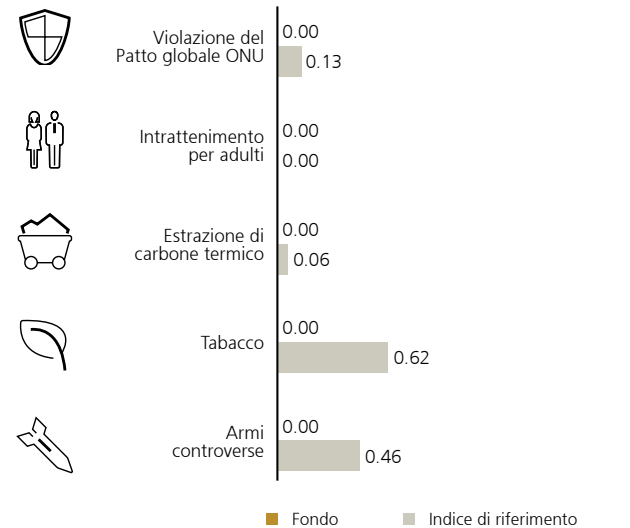 0.00
Violazione del
Patto globale ONU
0.13
0.00
Intrattenimento
per adulti
0.00
0.00
Estrazione di
carbone termico
0.06
0.00
Tabacco
0.62
0.00
Armi
controverse
0.46
Fondo Indice di riferimento